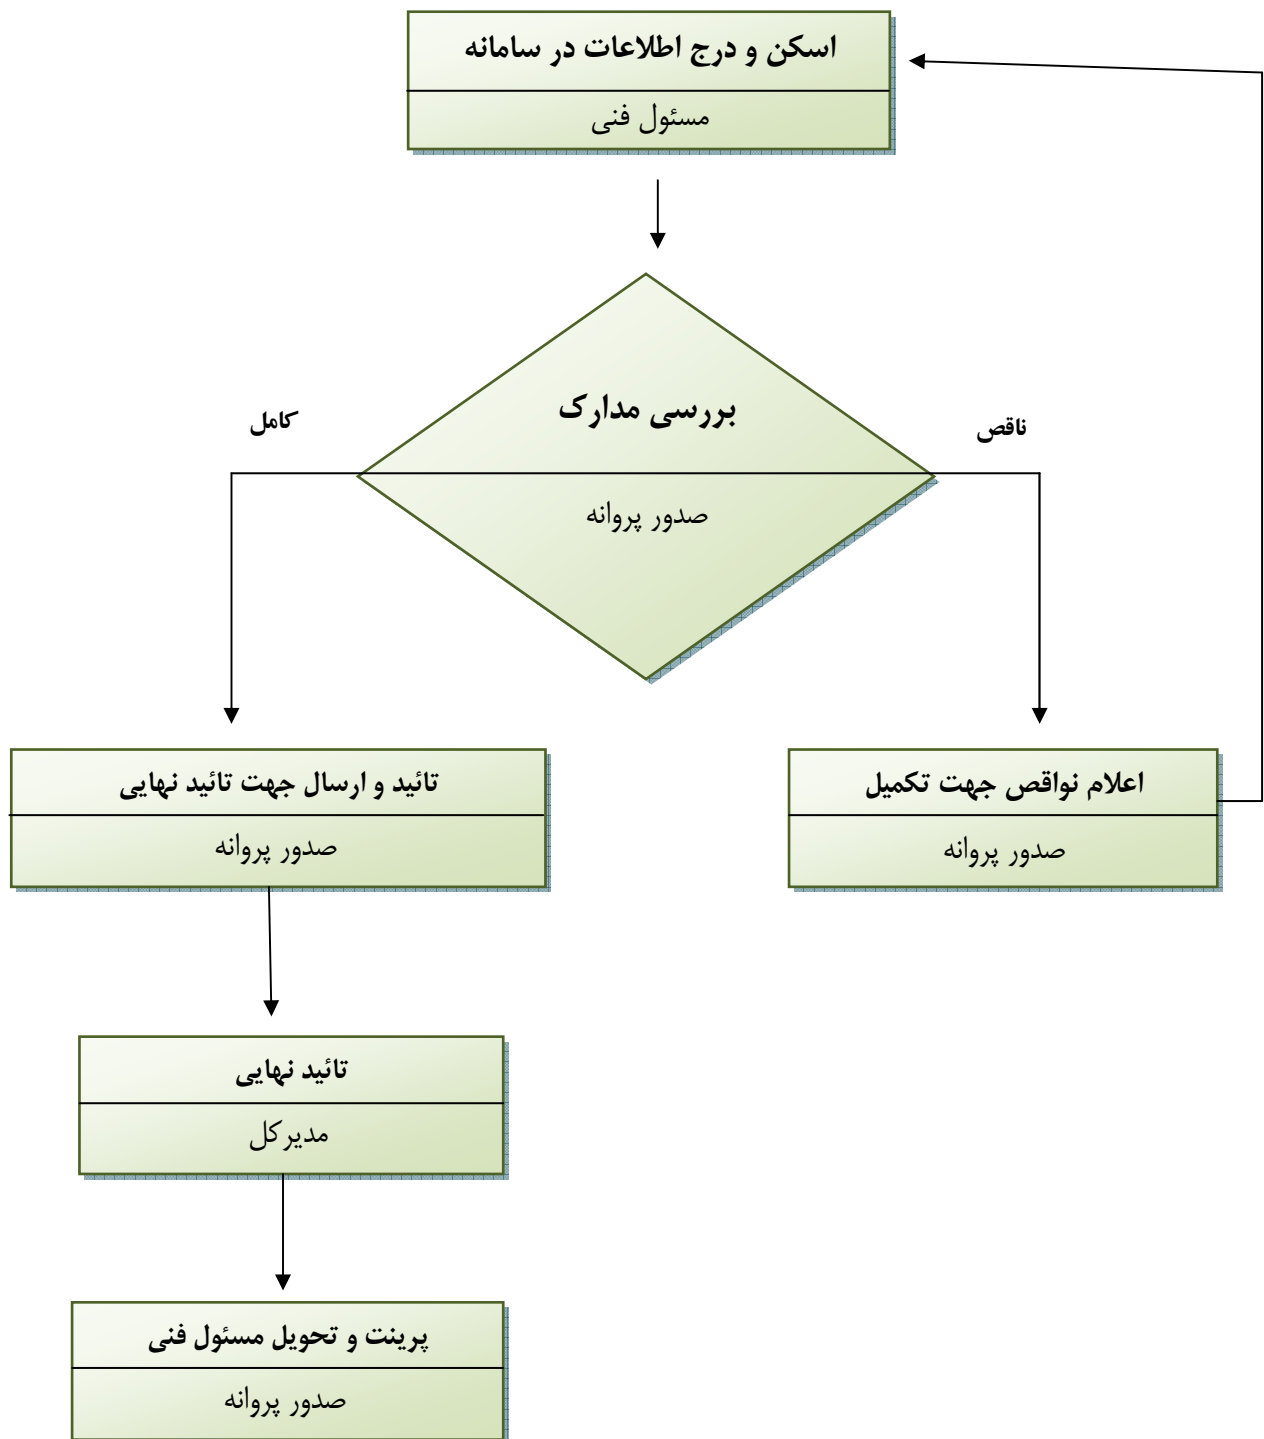 اسکن و درج اطلاعات در سامانه
مسئول فنی
بررسی مدارک
صدور پروانه
ناقص
کامل
اعلام نواقص جهت تکمیل
صدور پروانه
تائید و ارسال جهت تائید نهایی
صدور پروانه
تائید نهایی
مدیرکل
پرینت و تحویل مسئول فنی
صدور پروانه